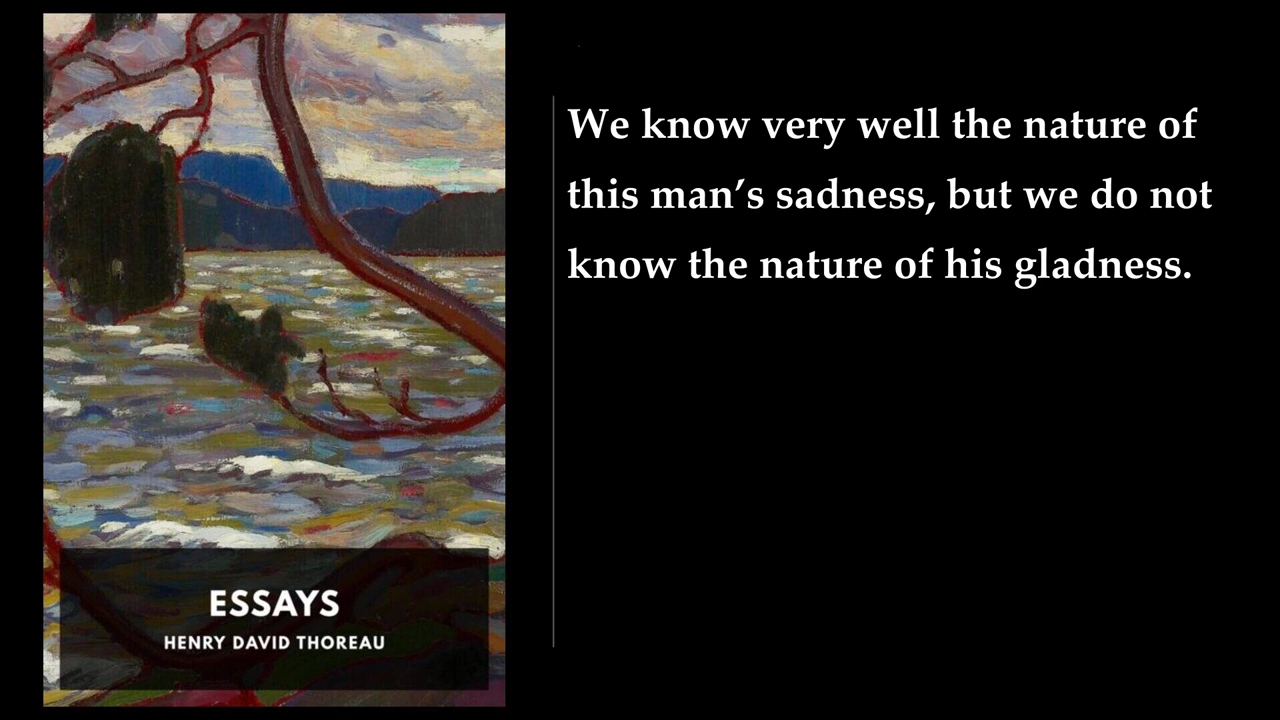 ESSAYS
HENRY DAVID THOREAU
We know very well the nature of
this man’s sadness, but we do not
know the nature of his gladness.